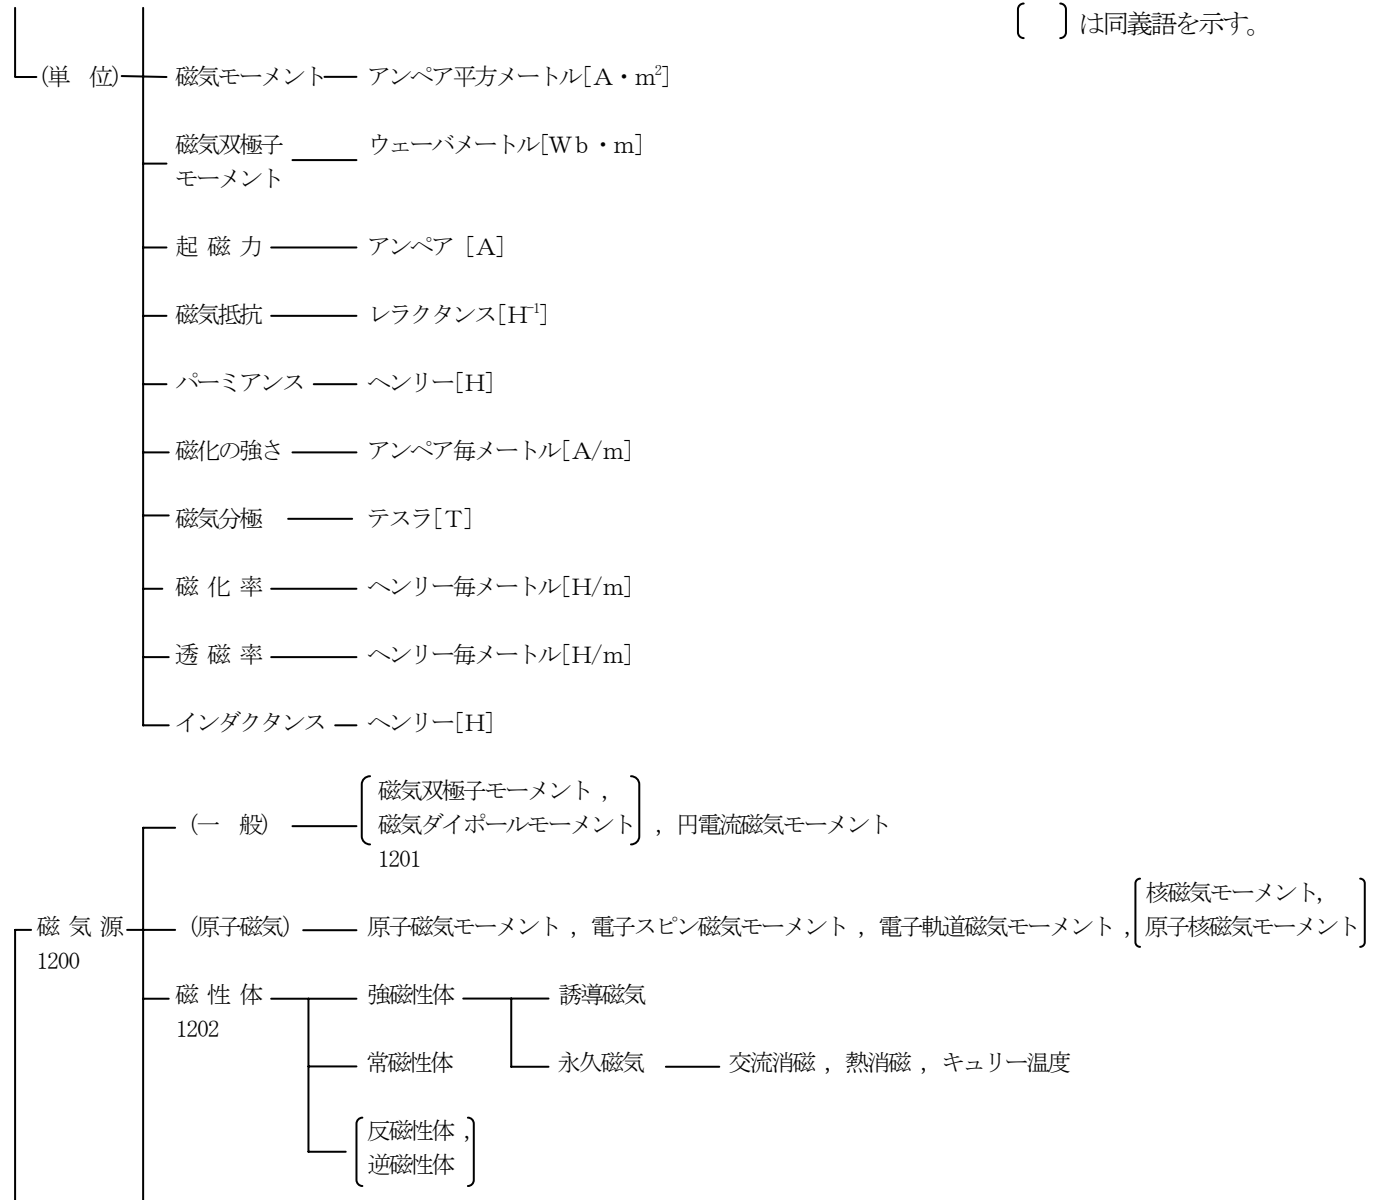 〔　〕は同義語を示す。
(単　位) 磁気モーメント アンペア平方メートル[A・m²]
磁気双極子 ウェーバメートル[Wb・m]
モーメント
起 磁 力 アンペア [A]
磁気抵抗 レラクタンス[H⁻¹]
パーミアンス ヘンリー[H]
磁化の強さ アンペア毎メートル[A/m]
磁気分極 テスラ[T]
磁 化 率 ヘンリー毎メートル[H/m]
透 磁 率 ヘンリー毎メートル[H/m]
インダクタンス ヘンリー[H]
磁気双極子モーメント ,
(一　般) 磁気ダイポールモーメント , 円電流磁気モーメント
1201
核磁気モーメント,
磁 気 源 (原子磁気) 原子磁気モーメント , 電子スピン磁気モーメント , 電子軌道磁気モーメント , 原子核磁気モーメント
1200
磁 性 体 強磁性体 誘導磁気
1202
常磁性体 永久磁気 交流消磁 , 熱消磁 , キュリー温度
反磁性体 ,
逆磁性体